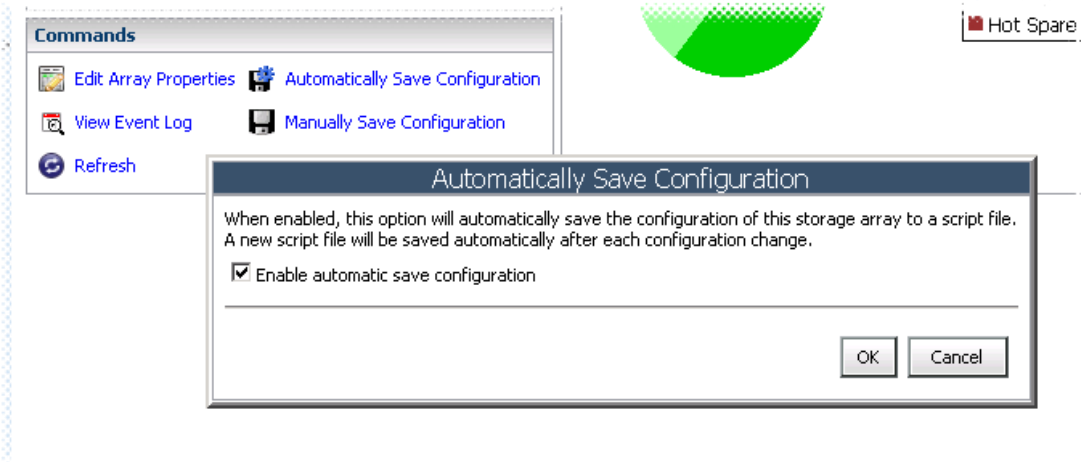 Commands
Hot Spare
Edit Array Properties
Automatically Save Configuration
View Event Log
Manually Save Configuration
Refresh
Automatically Save Configuration
When enabled, this option will automatically save the configuration of this storage array to a script file.
A new script file will be saved automatically after each configuration change.
Enable automatic save configuration
OK
Cancel